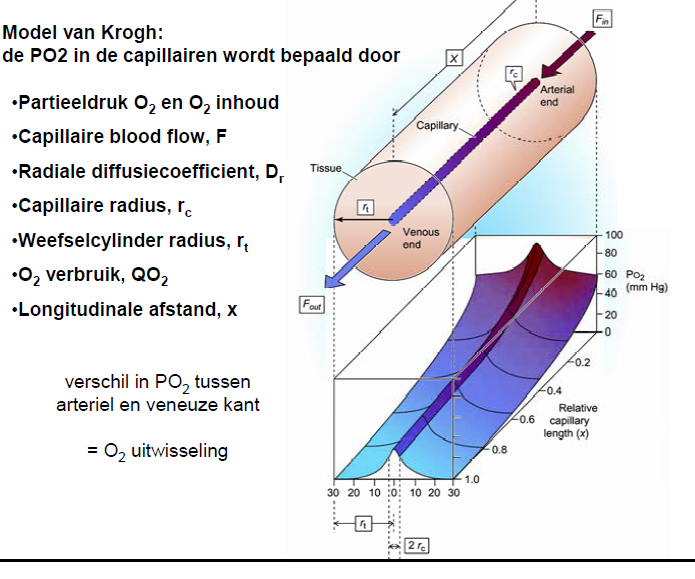 Model van Krogh:
de PO2 in de capillairen wordt bepaald door
•Partieeldruk O2 en O2 inhoud
•Capillaire blood flow, F
•Radiale diffusiecoefficient, Dr
•Capillaire radius, rc
•Weefselcylinder radius, rt
•O2 verbruik, QO2
•Longitudinale afstand, x
verschil in PO2 tussen
arteriel en veneuze kant
= O2 uitwisseling
Fin
X
rc
Arterial
end
Capillary
Tissue
rt
Venous
end
Fout
100
80
60
40
20
0
PO2
(mm Hg)
0.2
0.4
0.6
0.8
1.0
Relative
capillary
length (x)
30 20 10 0 10 20 30
rt
2 rc